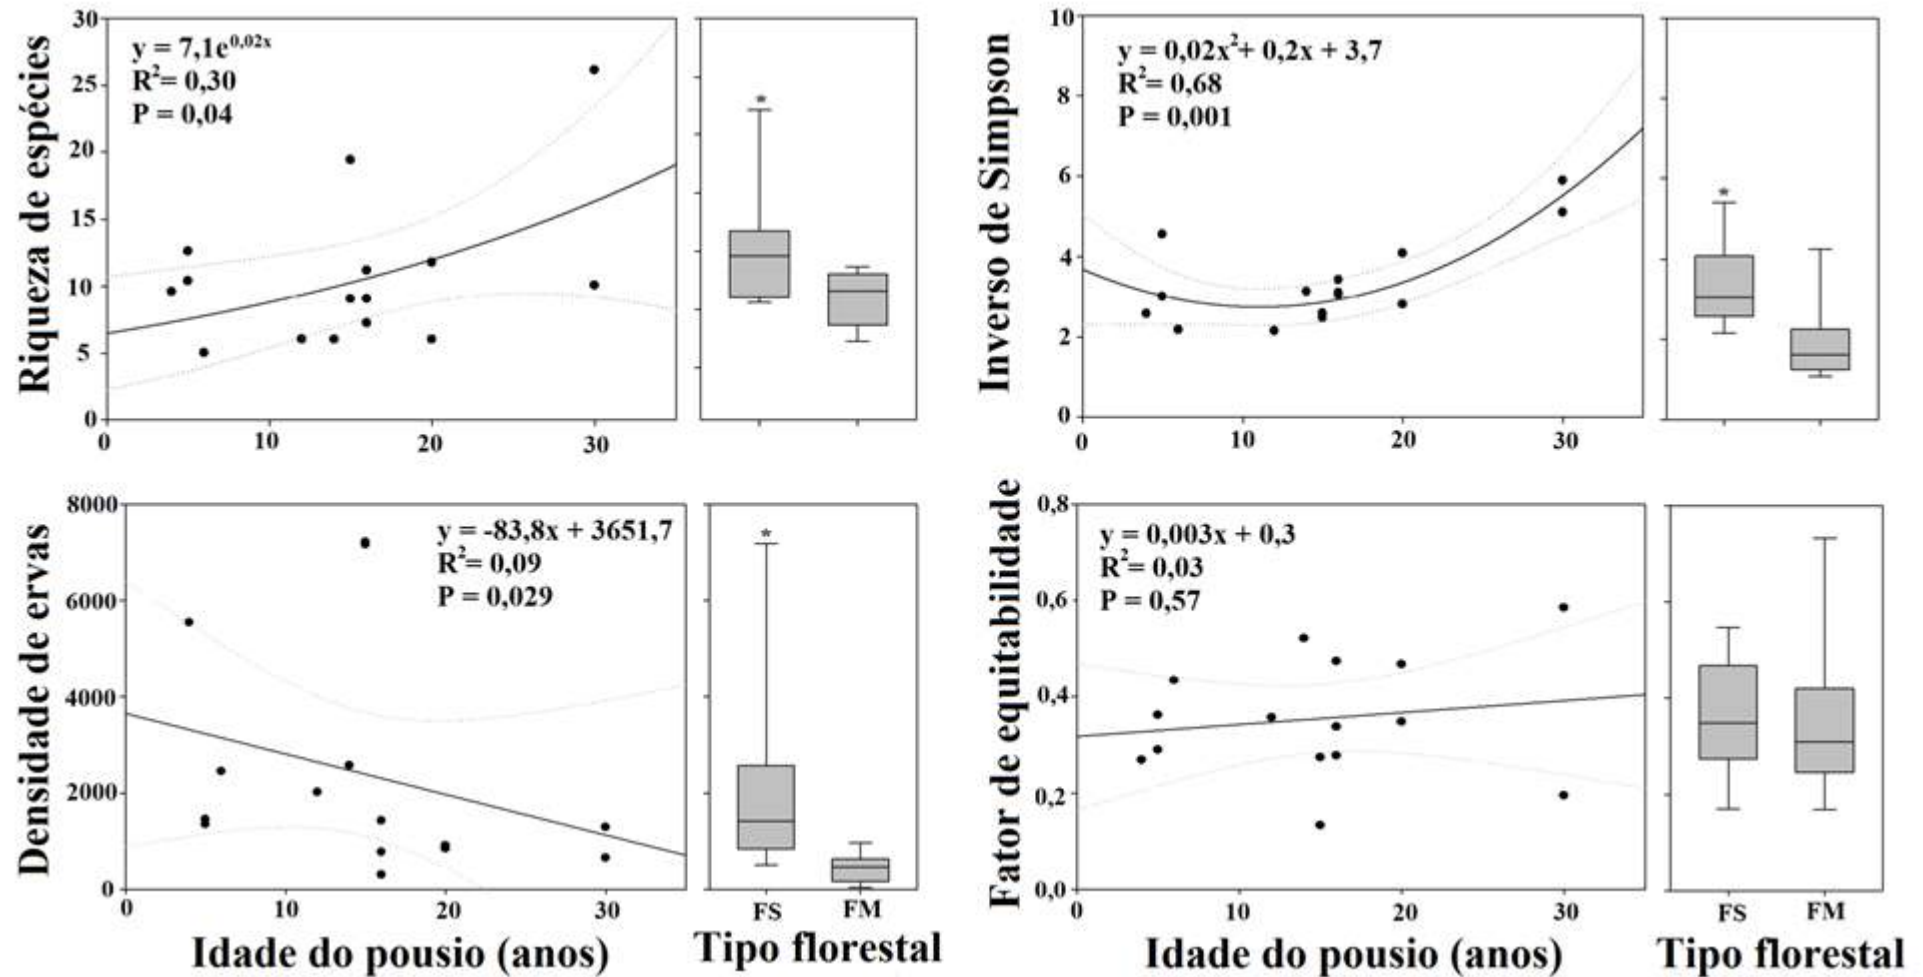 Riqueza de espécies
30
25
20
15
10
5
0
y = 7,1e^0,02x
R²= 0,30
P = 0,04
0 10 20 30
*
Inverso de Simpson
10
8
6
4
2
0
y = 0,02x²+ 0,2x + 3,7
R²= 0,68
P = 0,001
0 10 20 30
*
Densidade de ervas
8000
6000
4000
2000
0
y = -83,8x + 3651,7
R²= 0,09
P = 0,029
0 10 20 30
Idade do pousio (anos)
*
FS FM
Tipo florestal
Fator de equitabilidade
0,8
0,6
0,4
0,2
0,0
y = 0,003x + 0,3
R²= 0,03
P = 0,57
0 10 20 30
Idade do pousio (anos)
FS FM
Tipo florestal